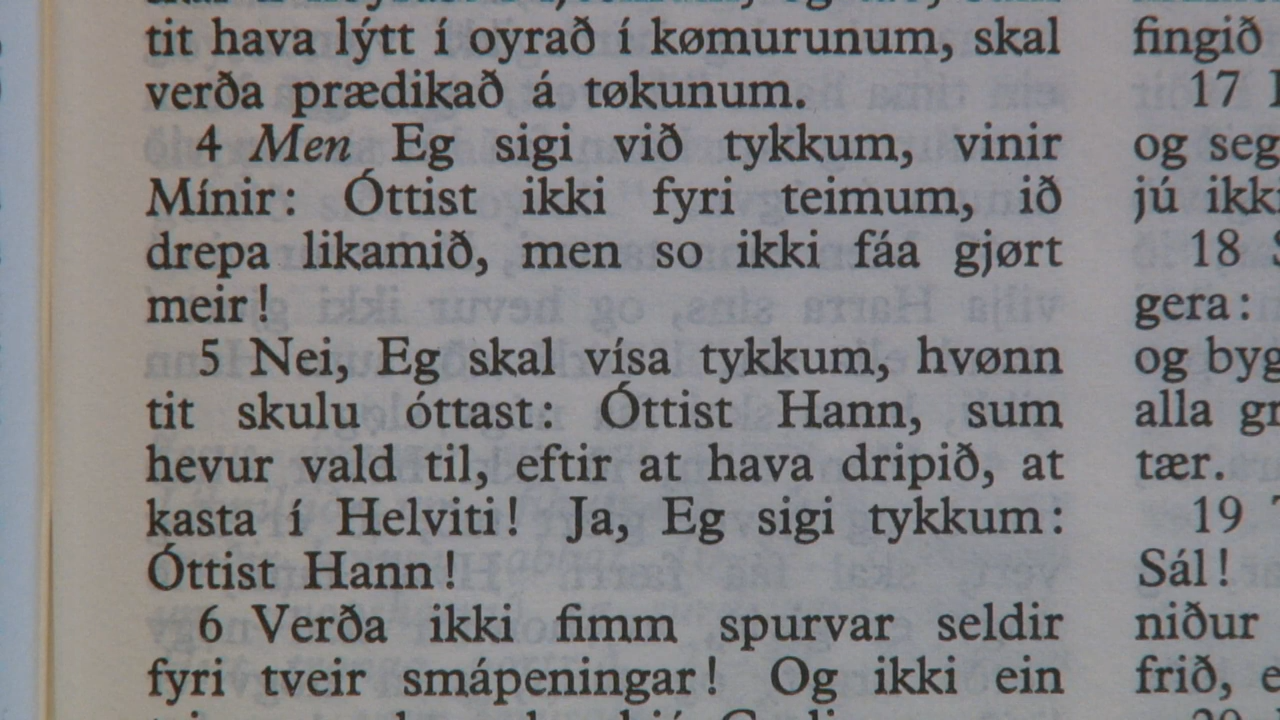 tit hava lýtt í oyrað í kømurunum, skal
verða prædikað á tøkunum.
4 Men Eg sigi við tykkum, vinir
Mínir: Óttist ikki fyri teimum, ið
drepa likamið, men so ikki fáa gjørt
meir!
5 Nei, Eg skal vísa tykkum, hvønn
tit skulu óttast: Óttist Hann, sum
hevur vald til, eftir at hava dripið, at
kasta í Helviti! Ja, Eg sigi tykkum:
Óttist Hann!
6 Verða ikki fimm spurvar seldir
fyri tveir smápeningar! Og ikki ein
fingið
17
og seg
jú ikki
18
gera:
og byg
alla gr
tær.
19
Sál!
niður
frið, e